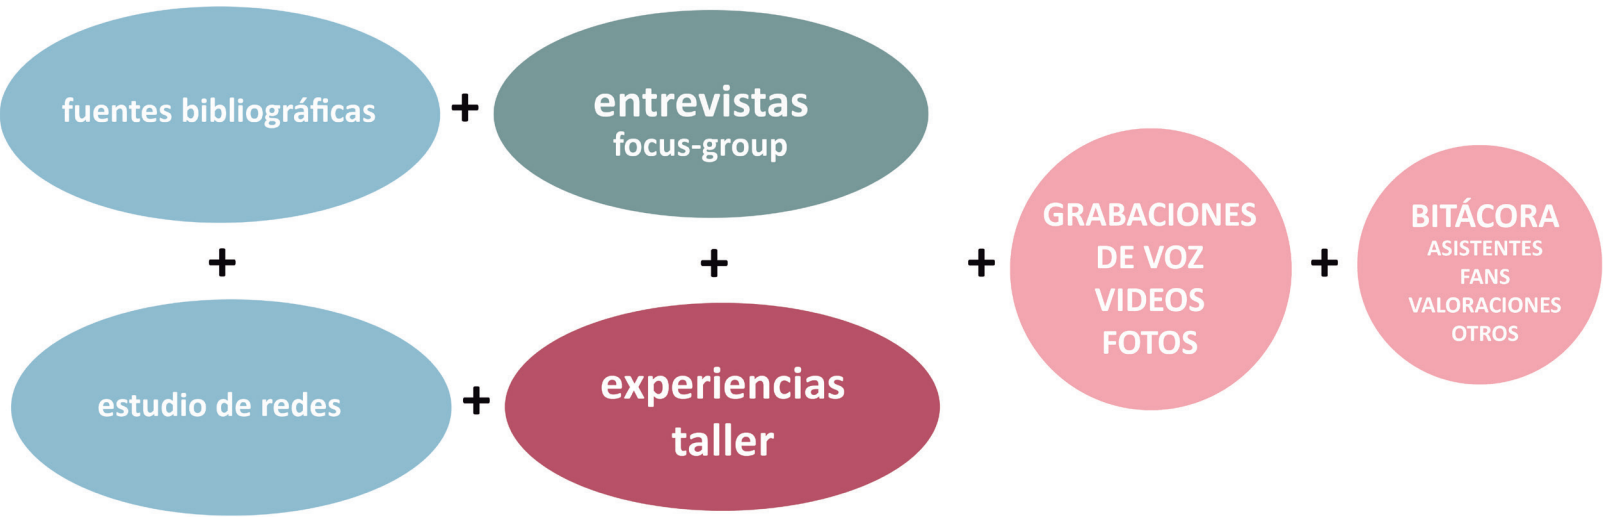 fuentes bibliográficas
+
entrevistas
focus-group
+
+
estudio de redes
+
experiencias
taller
+
GRABACIONES
DE VOZ
VIDEOS
FOTOS
+
BITÁCORA
ASISTENTES
FANS
VALORACIONES
OTROS